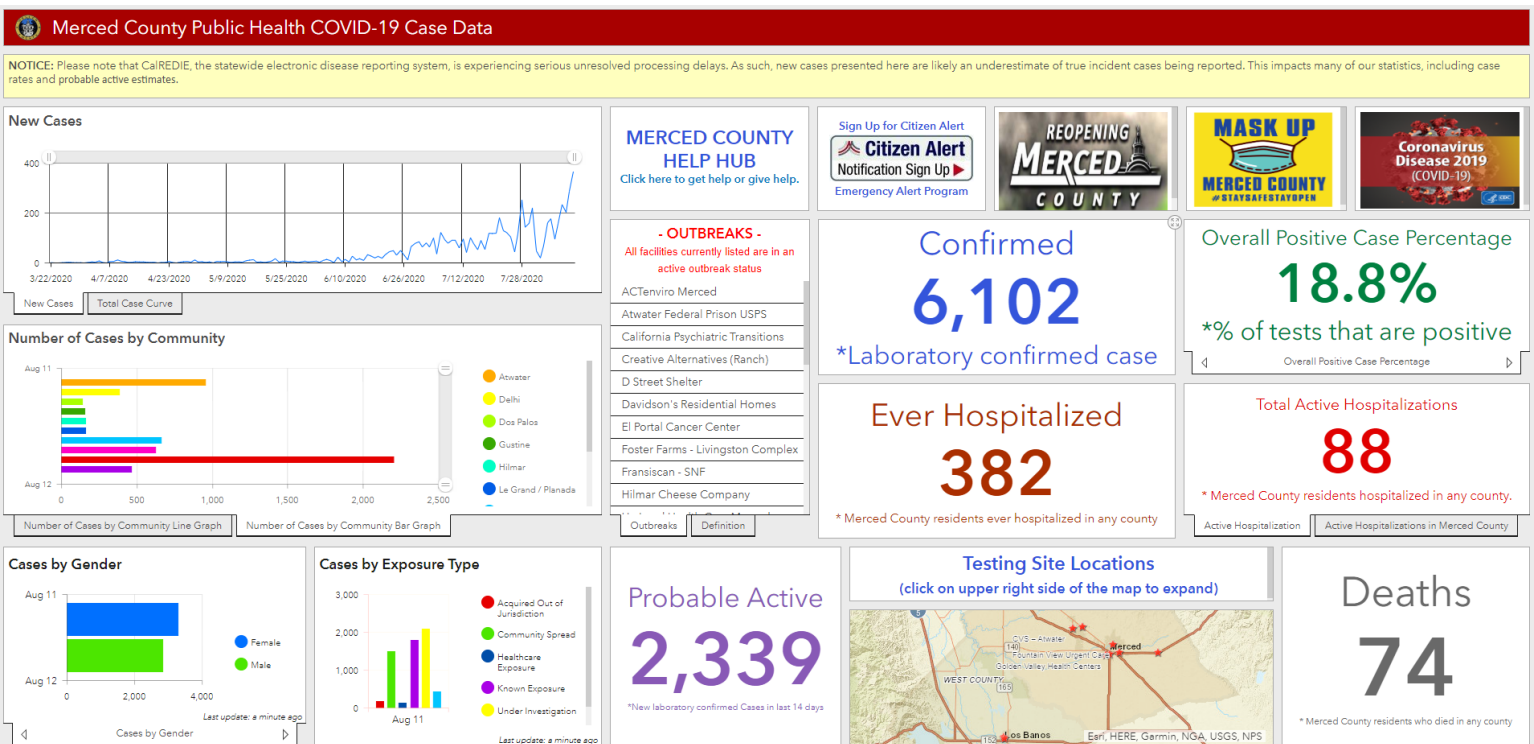 Merced County Public Health COVID-19 Case Data
NOTICE: Please note that CalREDIE, the statewide electronic disease reporting system, is experiencing serious unresolved processing delays. As such, new cases presented here are likely an underestimate of true incident cases being reported. This impacts many of our statistics, including case
rates and probable active estimates.
New Cases
400
200
0
3/22/2020 4/7/2020 4/23/2020 5/9/2020 5/25/2020 6/10/2020 6/26/2020 7/12/2020 7/28/2020
New Cases Total Case Curve
MERCED COUNTY
HELP HUB
Click here to get help or give help.
Sign Up for Citizen Alert
Citizen Alert
Notification Sign Up
Emergency Alert Program
REOPENING
MERCED
COUNTY
MASK UP
MERCED COUNTY
#STAYSAFESTAYOPEN
Coronavirus
Disease 2019
(COVID-19)
CDC
- OUTBREAKS -
All facilities currently listed are in an
active outbreak status
ACTenviro Merced
Atwater Federal Prison USPS
California Psychiatric Transitions
Creative Alternatives (Ranch)
D Street Shelter
Davidson's Residential Homes
El Portal Cancer Center
Foster Farms - Livingston Complex
Fransiscan - SNF
Hilmar Cheese Company
Outbreaks Definition
Confirmed
6,102
*Laboratory confirmed case
Overall Positive Case Percentage
18.8%
*% of tests that are positive
Overall Positive Case Percentage
Number of Cases by Community
Aug 11
Aug 12
0 500 1,000 1,500 2,000 2,500
Atwater
Delhi
Dos Palos
Gustine
Hilmar
Le Grand / Planada
Number of Cases by Community Line Graph Number of Cases by Community Bar Graph
Ever Hospitalized
382
* Merced County residents ever hospitalized in any county
Total Active Hospitalizations
88
* Merced County residents hospitalized in any county.
Active Hospitalization Active Hospitalizations in Merced County
Cases by Gender
Aug 11
Aug 12
0 2,000 4,000
Female
Male
Last update: a minute ago
Cases by Gender
Cases by Exposure Type
3,000
2,000
1,000
0
Aug 11
Acquired Out of
Jurisdiction
Community Spread
Healthcare
Exposure
Known Exposure
Under Investigation
Last update: a minute ago
Probable Active
2,339
*New laboratory confirmed Cases in last 14 days
Testing Site Locations
(click on upper right side of the map to expand)
5
CVS – Atwater
140
Merced
Fountain View Urgent Care
Golden Valley Health Centers
WEST COUNTY
165
152
Los Banos
Esri, HERE, Garmin, NGA, USGS, NPS
Deaths
74
* Merced County residents who died in any county